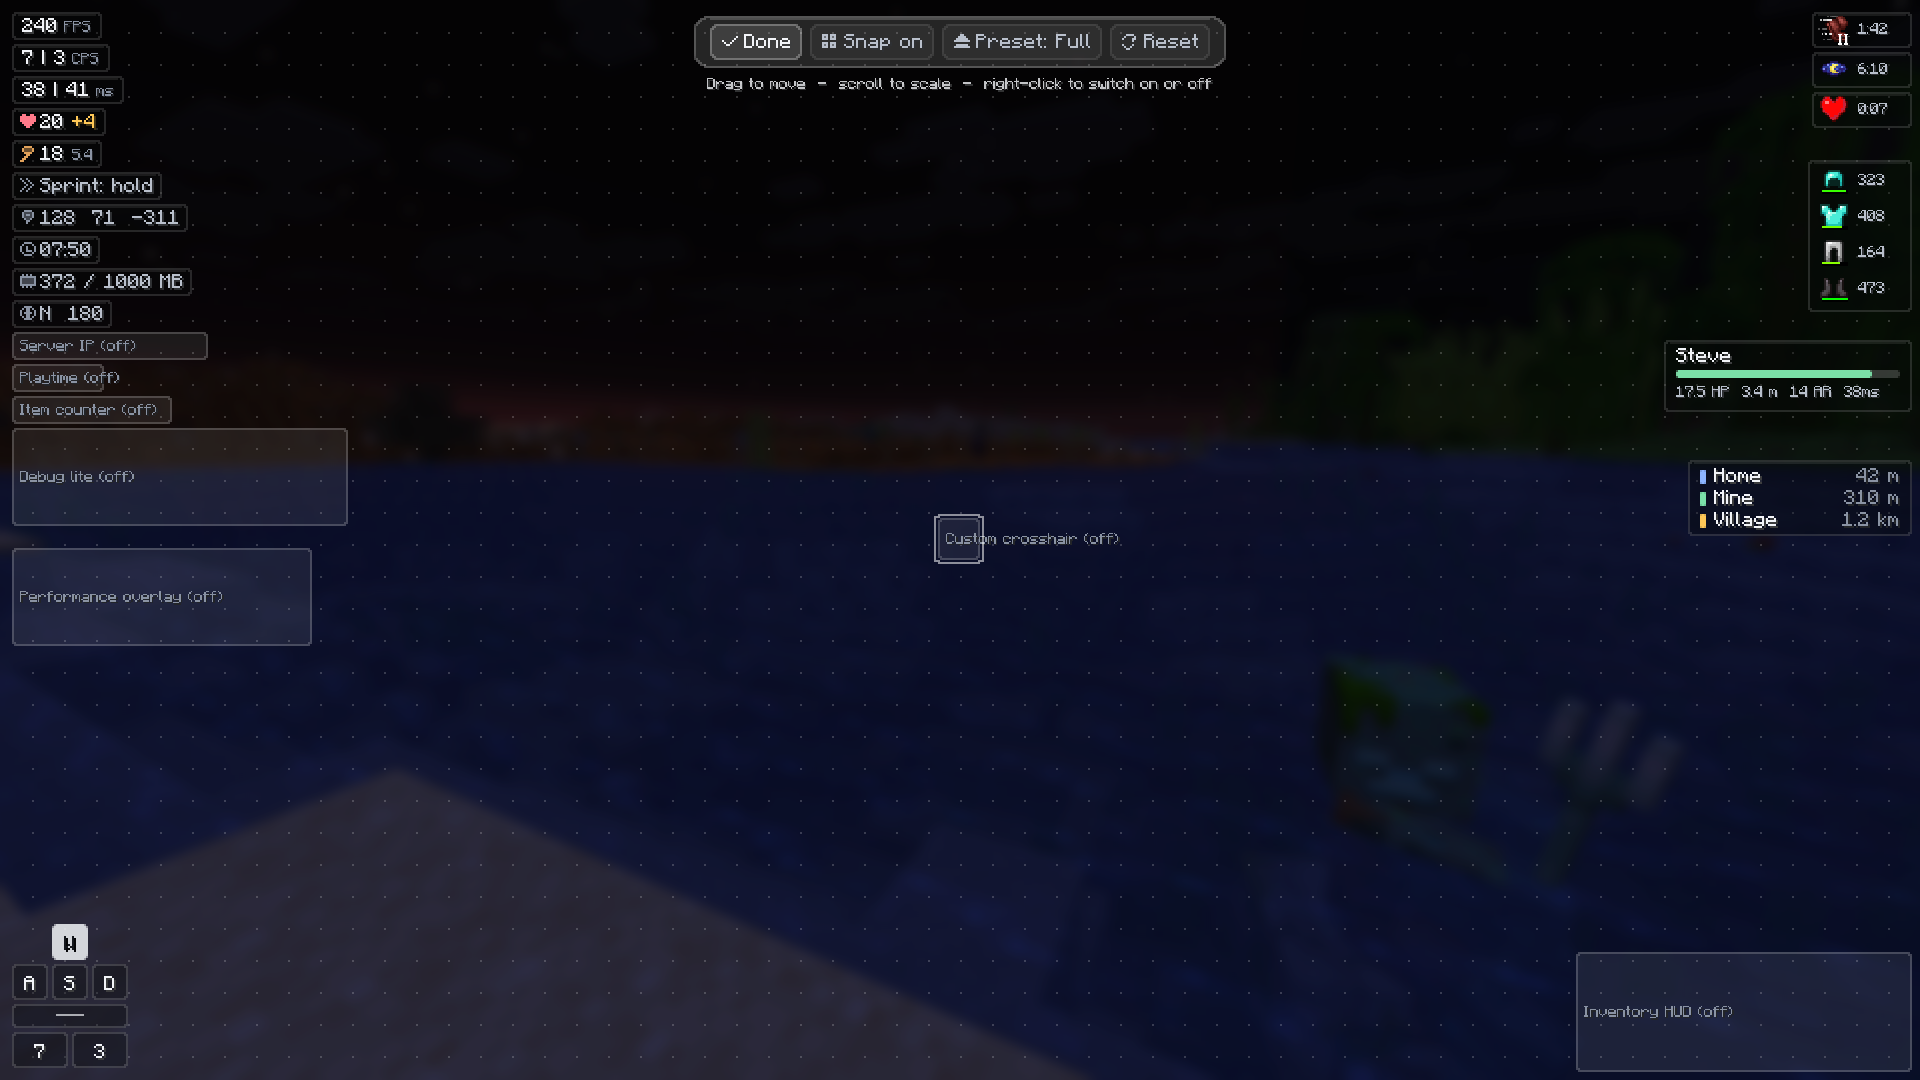 240 FPS
7 | 3 CPS
38 | 41 ms
20 +4
18 5.4
Sprint: hold
128 71 -311
07:50
372 / 1000 MB
N 180
Server IP (off)
Playtime (off)
Item counter (off)
Debug lite (off)
Performance overlay (off)
W
A S D
7 3
Done Snap on Preset: Full Reset
Drag to move - scroll to scale - right-click to switch on or off
Custom crosshair (off)
II 1:42
6:10
0:07
323
408
164
473
Steve
17.5 HP 3.4 m 14 AR 38ms
Home 42 m
Mine 310 m
Village 1.2 km
Inventory HUD (off)